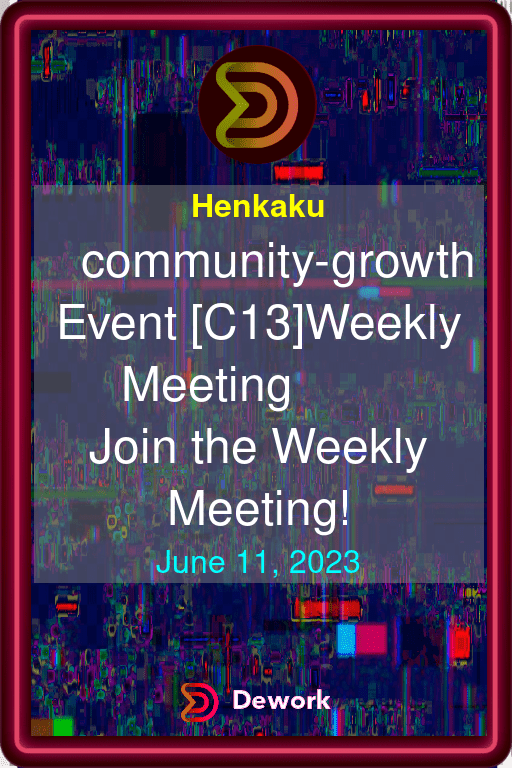 Henkaku
community-growth
Event [C13]Weekly
Meeting
Join the Weekly
Meeting!
June 11, 2023
Dework